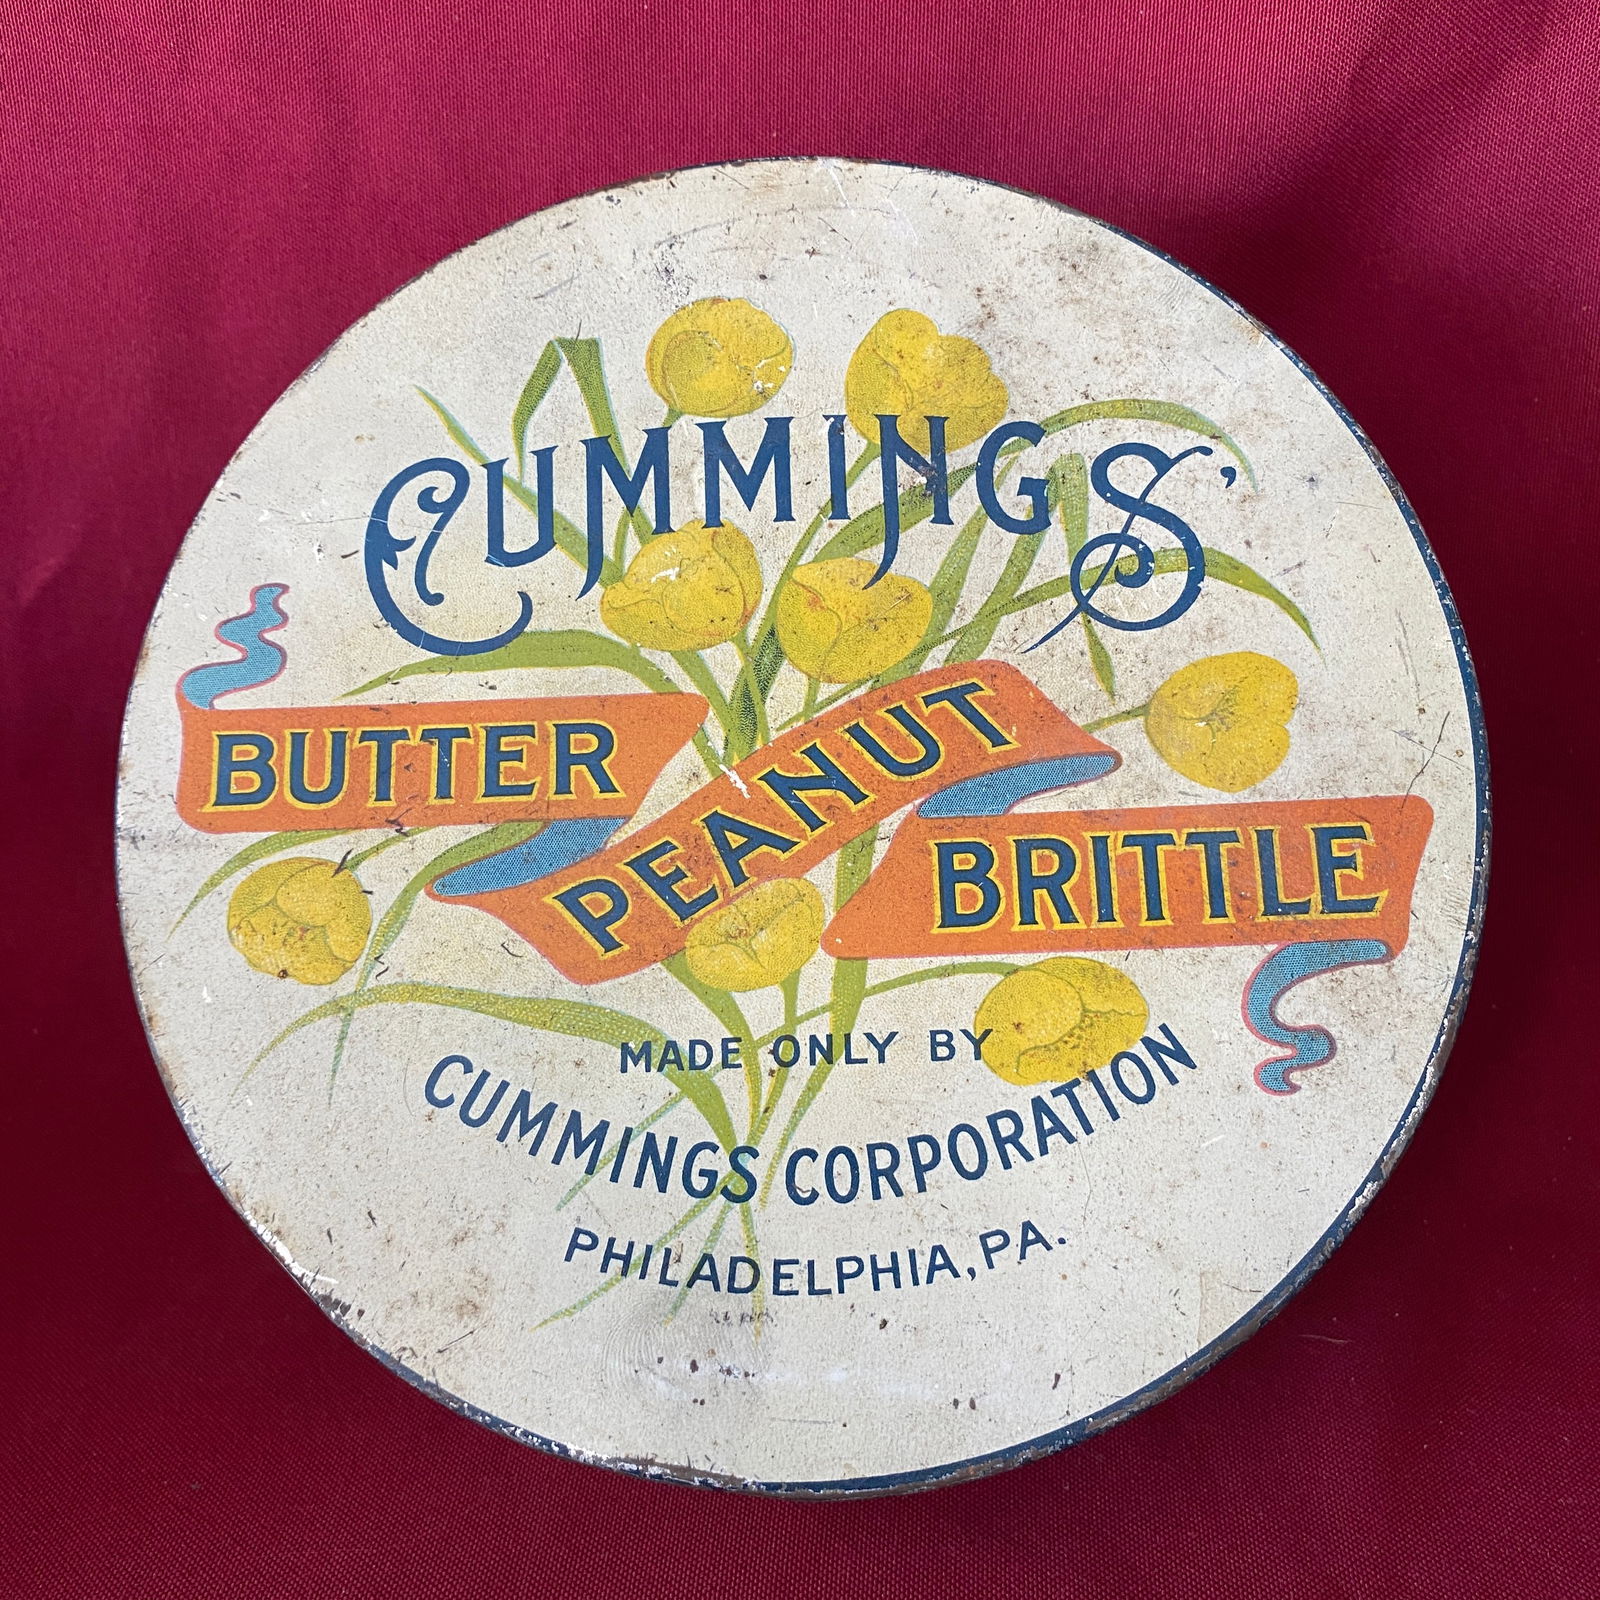 CUMMINGS'
BUTTER PEANUT BRITTLE
MADE ONLY BY
CUMMINGS CORPORATION
PHILADELPHIA, PA.